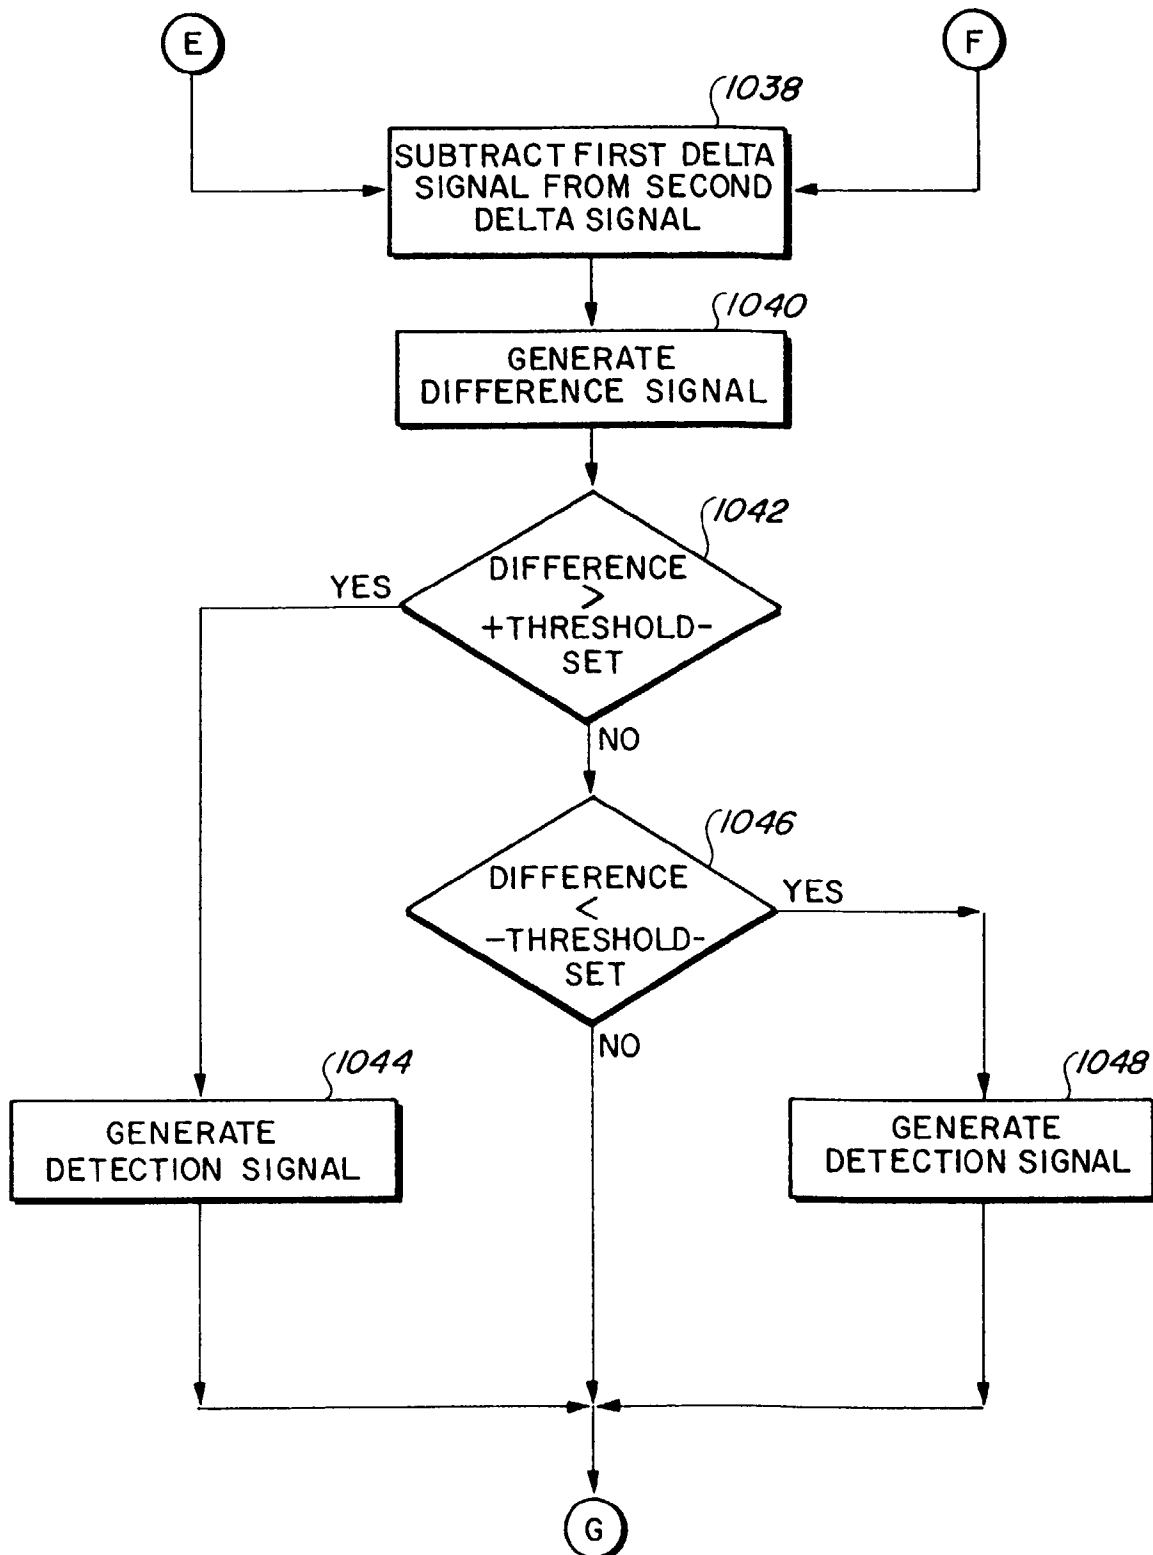 E
F
1038
SUBTRACT FIRST DELTA
SIGNAL FROM SECOND
DELTA SIGNAL
1040
GENERATE
DIFFERENCE SIGNAL
1042
DIFFERENCE
>
+THRESHOLD-
SET
YES
NO
1046
DIFFERENCE
<
-THRESHOLD-
SET
YES
NO
1044
GENERATE
DETECTION SIGNAL
1048
GENERATE
DETECTION SIGNAL
G